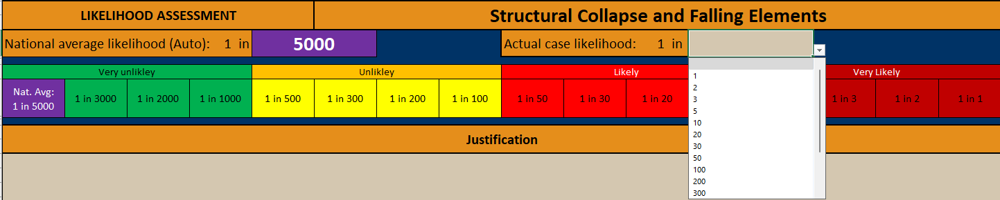 LIKELIHOOD ASSESSMENT Structural Collapse and Falling Elements
National average likelihood (Auto): 1 in 5000 Actual case likelihood: 1 in
Very unlikley Unlikley Likely Very Likely
Nat. Avg:
1 in 5000 1 in 3000 1 in 2000 1 in 1000 1 in 500 1 in 300 1 in 200 1 in 100 1 in 50 1 in 30 1 in 20 1 in 3 1 in 2 1 in 1
1
2
3
5
10
20
30
50
100
200
300
Justification